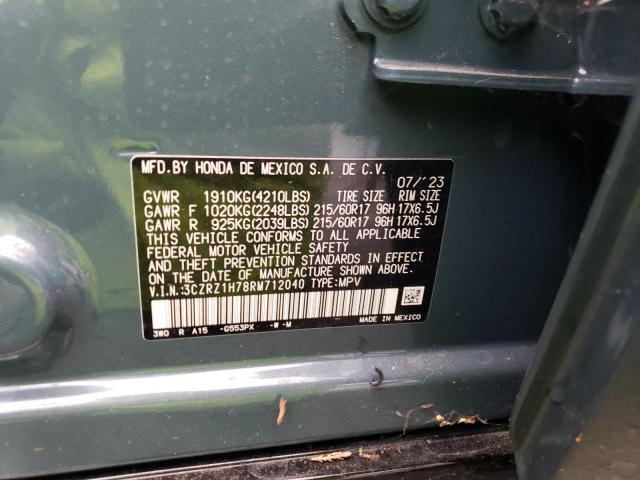 MFD.BY HONDA DE MEXICO S.A. DE C.V.
07/'23
GVWR 1910KG(4210LBS) TIRE SIZE RIM SIZE
GAWR F 1020KG(2248LBS) 215/60R17 96H 17X6.5J
GAWR R 925KG(2039LBS) 215/60R17 96H 17X6.5J
THIS VEHICLE CONFORMS TO ALL APPLICABLE
FEDERAL MOTOR VEHICLE SAFETY
AND THEFT PREVENTION STANDARDS IN EFFECT
ON THE DATE OF MANUFACTURE SHOWN ABOVE.
V.I.N.:3CZRZ1H78RM712040 TYPE:MPV
3WO R A15 -G553PX -W-M
MADE IN MEXICO